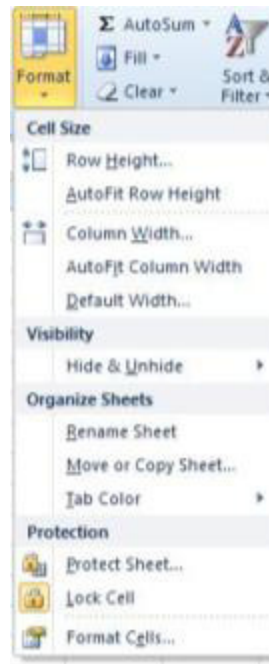 Σ AutoSum
Fill
Clear
Format
A
Z
Sort &
Filter
Cell Size
Row Height...
AutoFit Row Height
Column Width...
AutoFit Column Width
Default Width...
Visibility
Hide & Unhide
Organize Sheets
Rename Sheet
Move or Copy Sheet...
Tab Color
Protection
Protect Sheet...
Lock Cell
Format Cells...